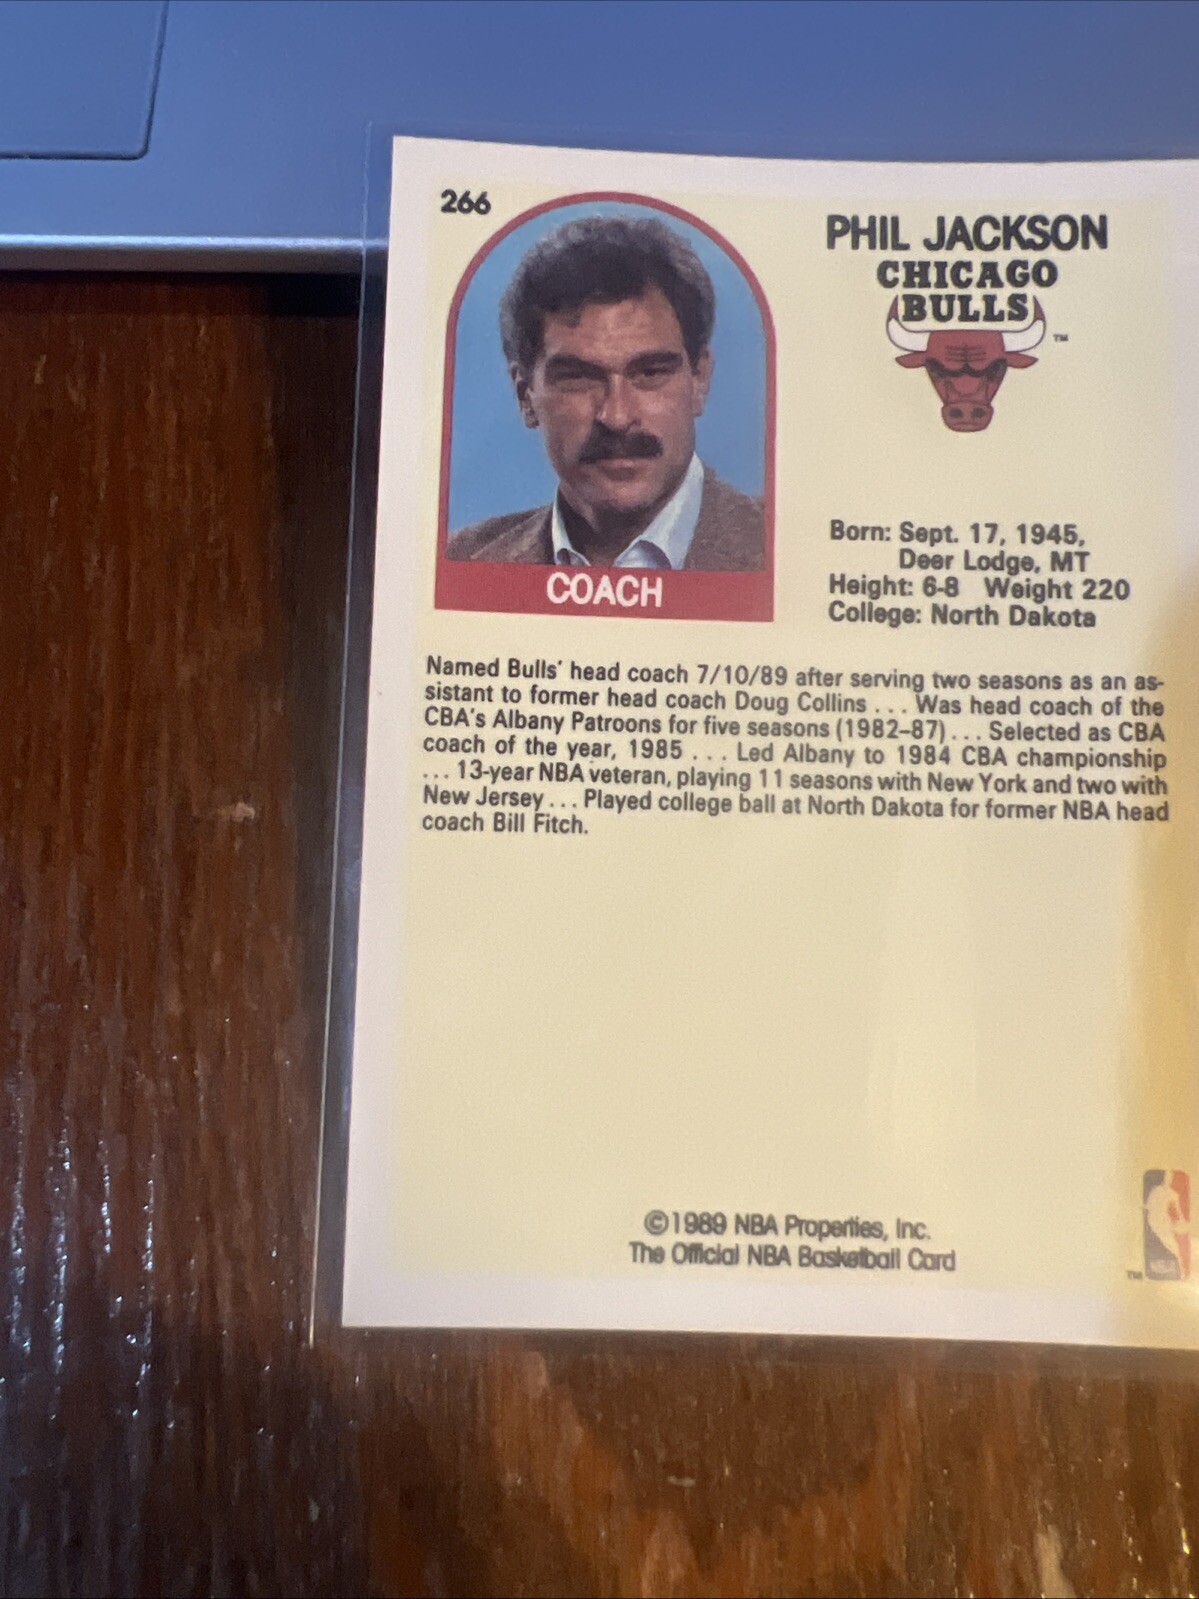 266
PHIL JACKSON
CHICAGO
BULLS
TM
COACH
Born: Sept. 17, 1945,
Deer Lodge, MT
Height: 6-8 Weight 220
College: North Dakota
Named Bulls' head coach 7/10/89 after serving two seasons as an as-
sistant to former head coach Doug Collins . . . Was head coach of the
CBA's Albany Patroons for five seasons (1982–87) . . . Selected as CBA
coach of the year, 1985 . . . Led Albany to 1984 CBA championship
. . . 13-year NBA veteran, playing 11 seasons with New York and two with
New Jersey . . . Played college ball at North Dakota for former NBA head
coach Bill Fitch.
©1989 NBA Properties, Inc.
The Official NBA Basketball Card
TM
NBA